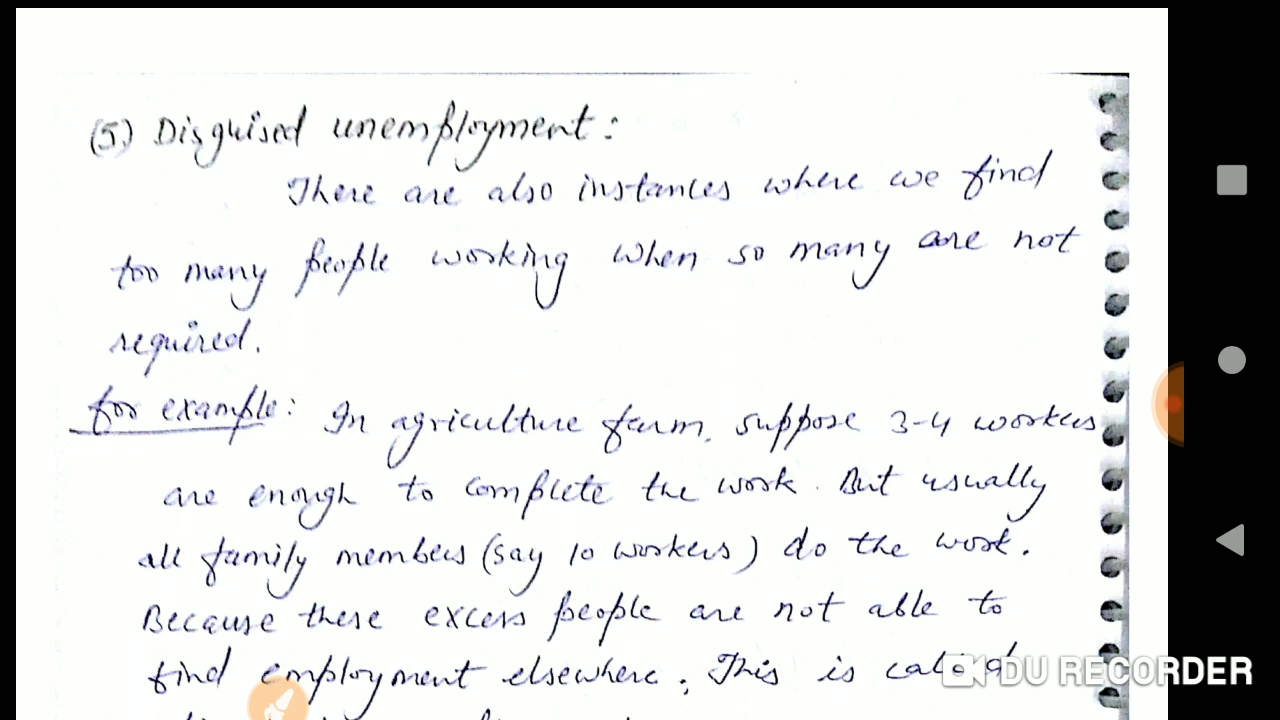 (5) Disguised unemployment:
There are also instances where we find
too many people working when so many are not
required.
for example: In agriculture farm, suppose 3-4 workers
are enough to complete the work. But usually
all family members (say 10 workers) do the work.
Because these excess people are not able to
find employment elsewhere. This is called
DU RECORDER